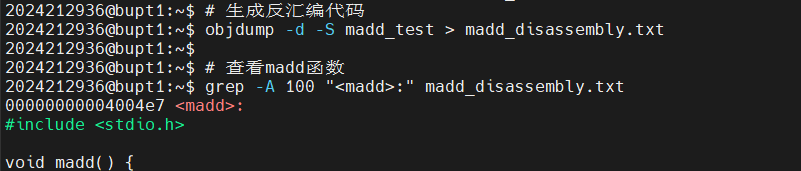 2024212936@bupt1:~$ # 生成反汇编代码
2024212936@bupt1:~$ objdump -d -S madd_test > madd_disassembly.txt
2024212936@bupt1:~$
2024212936@bupt1:~$ # 查看madd函数
2024212936@bupt1:~$ grep -A 100 "<madd>:" madd_disassembly.txt
00000000004004e7 <madd>:
#include <stdio.h>
void madd() {